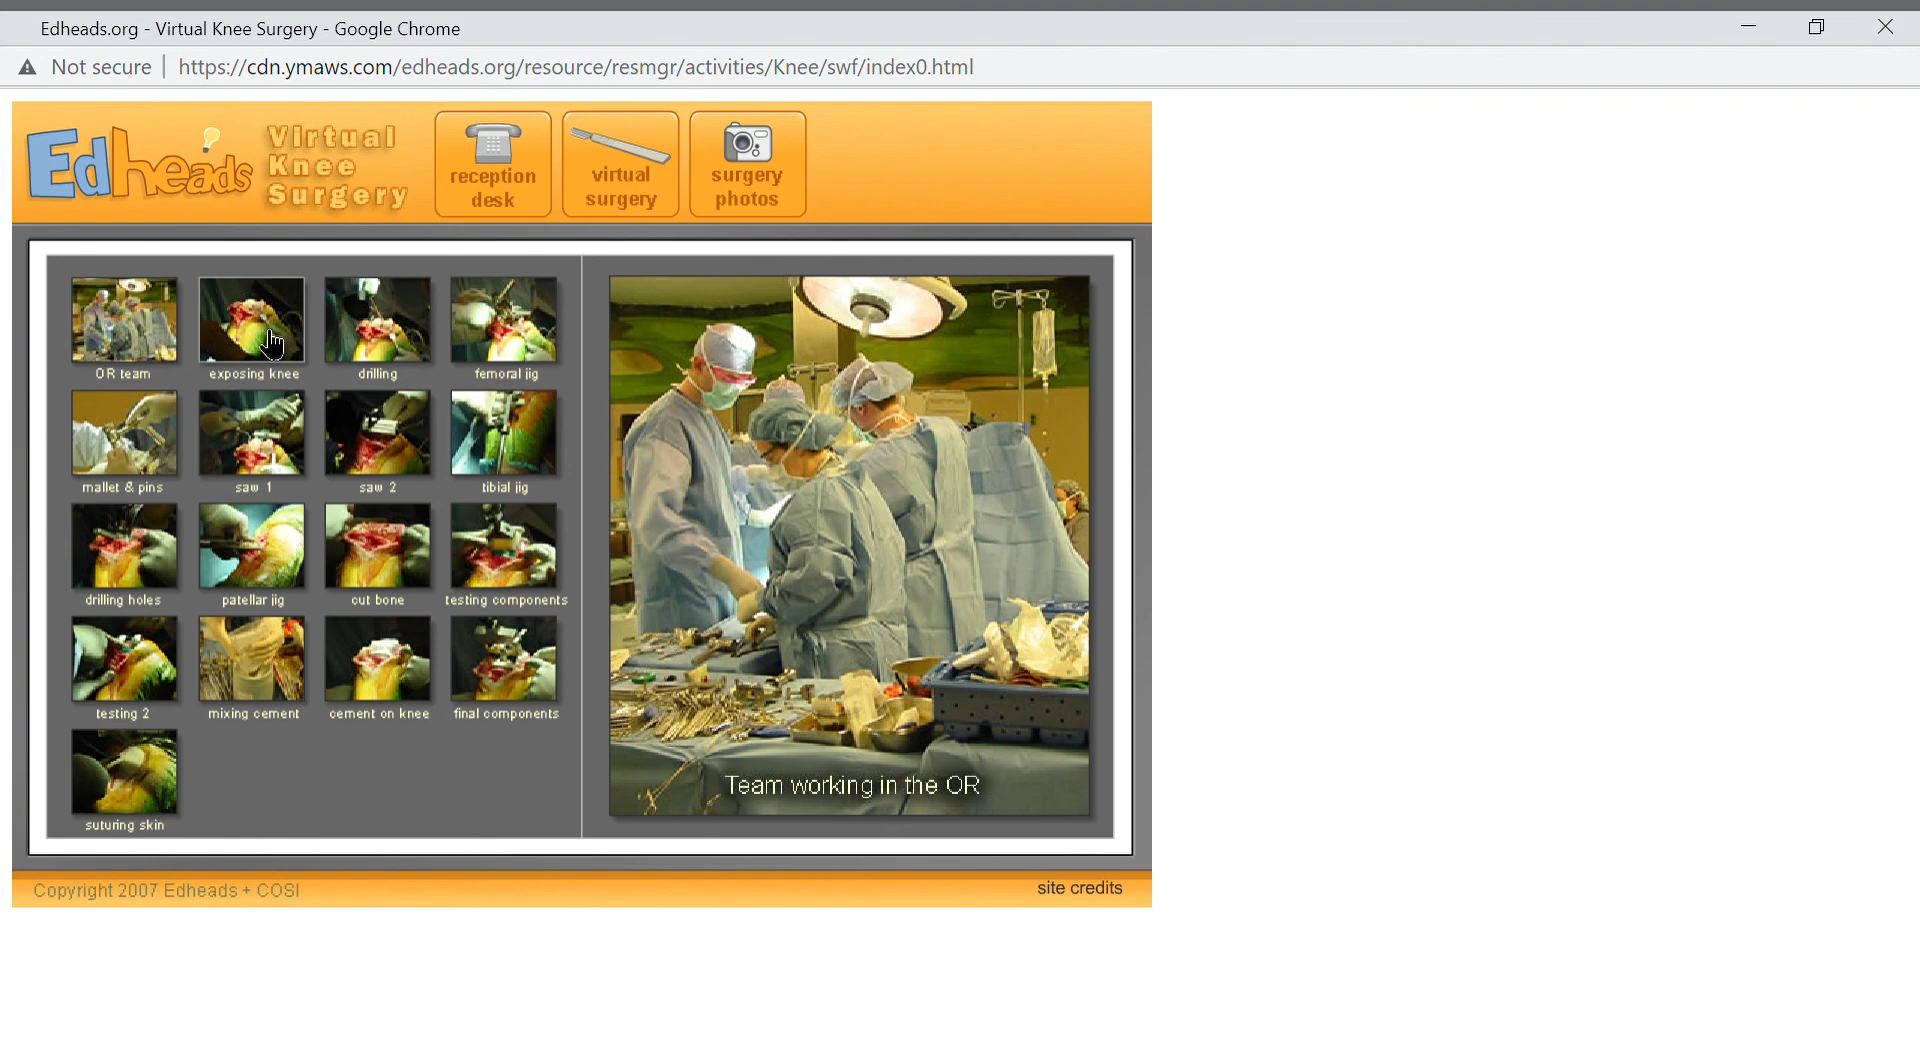 Edheads.org - Virtual Knee Surgery - Google Chrome
Not secure | https://cdn.ymaws.com/edheads.org/resource/resmgr/activities/Knee/swf/index0.html
Edheads
Virtual
Knee
Surgery
reception
desk
virtual
surgery
surgery
photos
OR team
exposing knee
drilling
femoral jig
mallet & pins
saw 1
saw 2
tibial jig
drilling holes
patellar jig
cut bone
testing components
testing 2
mixing cement
cement on knee
final components
suturing skin
Team working in the OR
Copyright 2007 Edheads + COSI
site credits